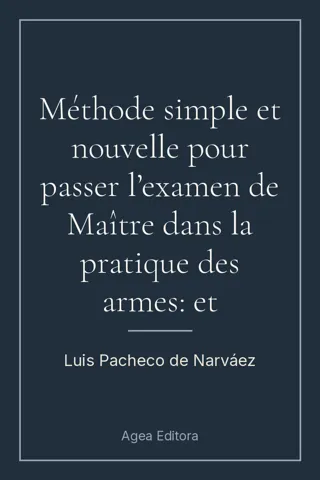 Méthode simple et
nouvelle pour
passer l’examen de
Maître dans la
pratique des
armes: et
Luis Pacheco de Narváez
Agea Editora